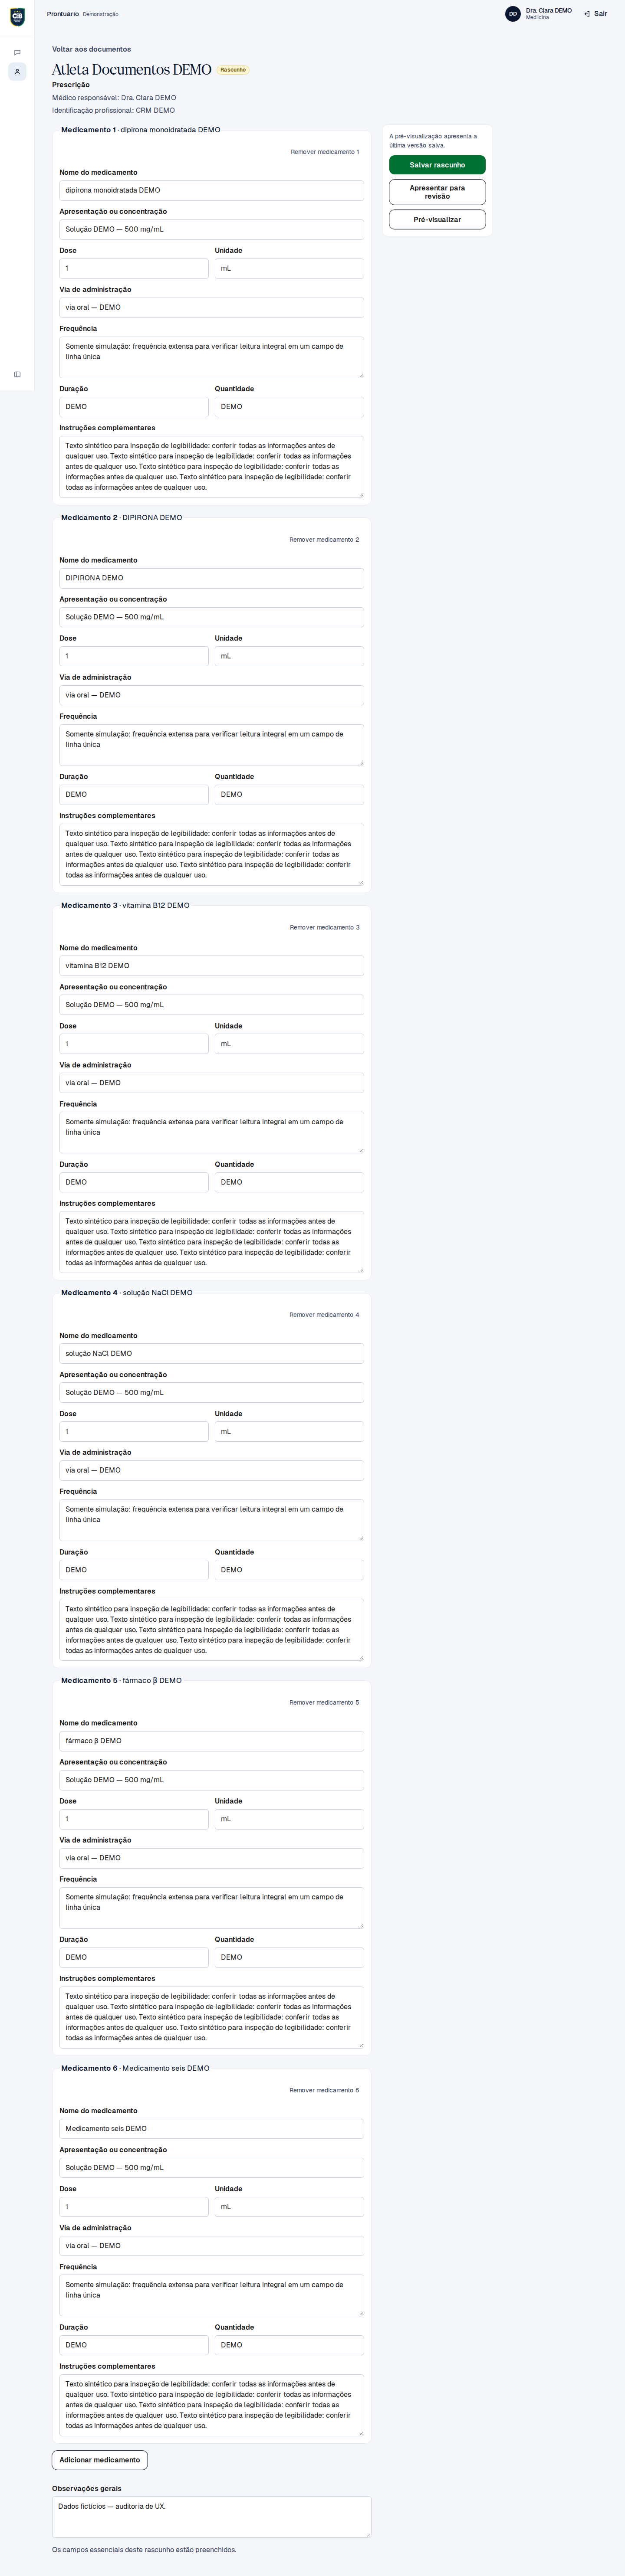 CIB
Prontuário Demonstração
DD
Dra. Clara DEMO
Medicina
Sair
Voltar aos documentos
Atleta Documentos DEMO Rascunho
Prescrição
Médico responsável: Dra. Clara DEMO
Identificação profissional: CRM DEMO
Medicamento 1 · dipirona monoidratada DEMO
Remover medicamento 1
Nome do medicamento
dipirona monoidratada DEMO
Apresentação ou concentração
Solução DEMO — 500 mg/mL
Dose Unidade
1 mL
Via de administração
via oral — DEMO
Frequência
Somente simulação: frequência extensa para verificar leitura integral em um campo de
linha única
Duração Quantidade
DEMO DEMO
Instruções complementares
Texto sintético para inspeção de legibilidade: conferir todas as informações antes de
qualquer uso. Texto sintético para inspeção de legibilidade: conferir todas as informações
antes de qualquer uso. Texto sintético para inspeção de legibilidade: conferir todas as
informações antes de qualquer uso. Texto sintético para inspeção de legibilidade: conferir
todas as informações antes de qualquer uso.
A pré-visualização apresenta a
última versão salva.
Salvar rascunho
Apresentar para
revisão
Pré-visualizar
Medicamento 2 · DIPIRONA DEMO
Remover medicamento 2
Nome do medicamento
DIPIRONA DEMO
Apresentação ou concentração
Solução DEMO — 500 mg/mL
Dose Unidade
1 mL
Via de administração
via oral — DEMO
Frequência
Somente simulação: frequência extensa para verificar leitura integral em um campo de
linha única
Duração Quantidade
DEMO DEMO
Instruções complementares
Texto sintético para inspeção de legibilidade: conferir todas as informações antes de
qualquer uso. Texto sintético para inspeção de legibilidade: conferir todas as informações
antes de qualquer uso. Texto sintético para inspeção de legibilidade: conferir todas as
informações antes de qualquer uso. Texto sintético para inspeção de legibilidade: conferir
todas as informações antes de qualquer uso.
Medicamento 3 · vitamina B12 DEMO
Remover medicamento 3
Nome do medicamento
vitamina B12 DEMO
Apresentação ou concentração
Solução DEMO — 500 mg/mL
Dose Unidade
1 mL
Via de administração
via oral — DEMO
Frequência
Somente simulação: frequência extensa para verificar leitura integral em um campo de
linha única
Duração Quantidade
DEMO DEMO
Instruções complementares
Texto sintético para inspeção de legibilidade: conferir todas as informações antes de
qualquer uso. Texto sintético para inspeção de legibilidade: conferir todas as informações
antes de qualquer uso. Texto sintético para inspeção de legibilidade: conferir todas as
informações antes de qualquer uso. Texto sintético para inspeção de legibilidade: conferir
todas as informações antes de qualquer uso.
Medicamento 4 · solução NaCl DEMO
Remover medicamento 4
Nome do medicamento
solução NaCl DEMO
Apresentação ou concentração
Solução DEMO — 500 mg/mL
Dose Unidade
1 mL
Via de administração
via oral — DEMO
Frequência
Somente simulação: frequência extensa para verificar leitura integral em um campo de
linha única
Duração Quantidade
DEMO DEMO
Instruções complementares
Texto sintético para inspeção de legibilidade: conferir todas as informações antes de
qualquer uso. Texto sintético para inspeção de legibilidade: conferir todas as informações
antes de qualquer uso. Texto sintético para inspeção de legibilidade: conferir todas as
informações antes de qualquer uso. Texto sintético para inspeção de legibilidade: conferir
todas as informações antes de qualquer uso.
Medicamento 5 · fármaco β DEMO
Remover medicamento 5
Nome do medicamento
fármaco β DEMO
Apresentação ou concentração
Solução DEMO — 500 mg/mL
Dose Unidade
1 mL
Via de administração
via oral — DEMO
Frequência
Somente simulação: frequência extensa para verificar leitura integral em um campo de
linha única
Duração Quantidade
DEMO DEMO
Instruções complementares
Texto sintético para inspeção de legibilidade: conferir todas as informações antes de
qualquer uso. Texto sintético para inspeção de legibilidade: conferir todas as informações
antes de qualquer uso. Texto sintético para inspeção de legibilidade: conferir todas as
informações antes de qualquer uso. Texto sintético para inspeção de legibilidade: conferir
todas as informações antes de qualquer uso.
Medicamento 6 · Medicamento seis DEMO
Remover medicamento 6
Nome do medicamento
Medicamento seis DEMO
Apresentação ou concentração
Solução DEMO — 500 mg/mL
Dose Unidade
1 mL
Via de administração
via oral — DEMO
Frequência
Somente simulação: frequência extensa para verificar leitura integral em um campo de
linha única
Duração Quantidade
DEMO DEMO
Instruções complementares
Texto sintético para inspeção de legibilidade: conferir todas as informações antes de
qualquer uso. Texto sintético para inspeção de legibilidade: conferir todas as informações
antes de qualquer uso. Texto sintético para inspeção de legibilidade: conferir todas as
informações antes de qualquer uso. Texto sintético para inspeção de legibilidade: conferir
todas as informações antes de qualquer uso.
Adicionar medicamento
Observações gerais
Dados fictícios — auditoria de UX.
Os campos essenciais deste rascunho estão preenchidos.